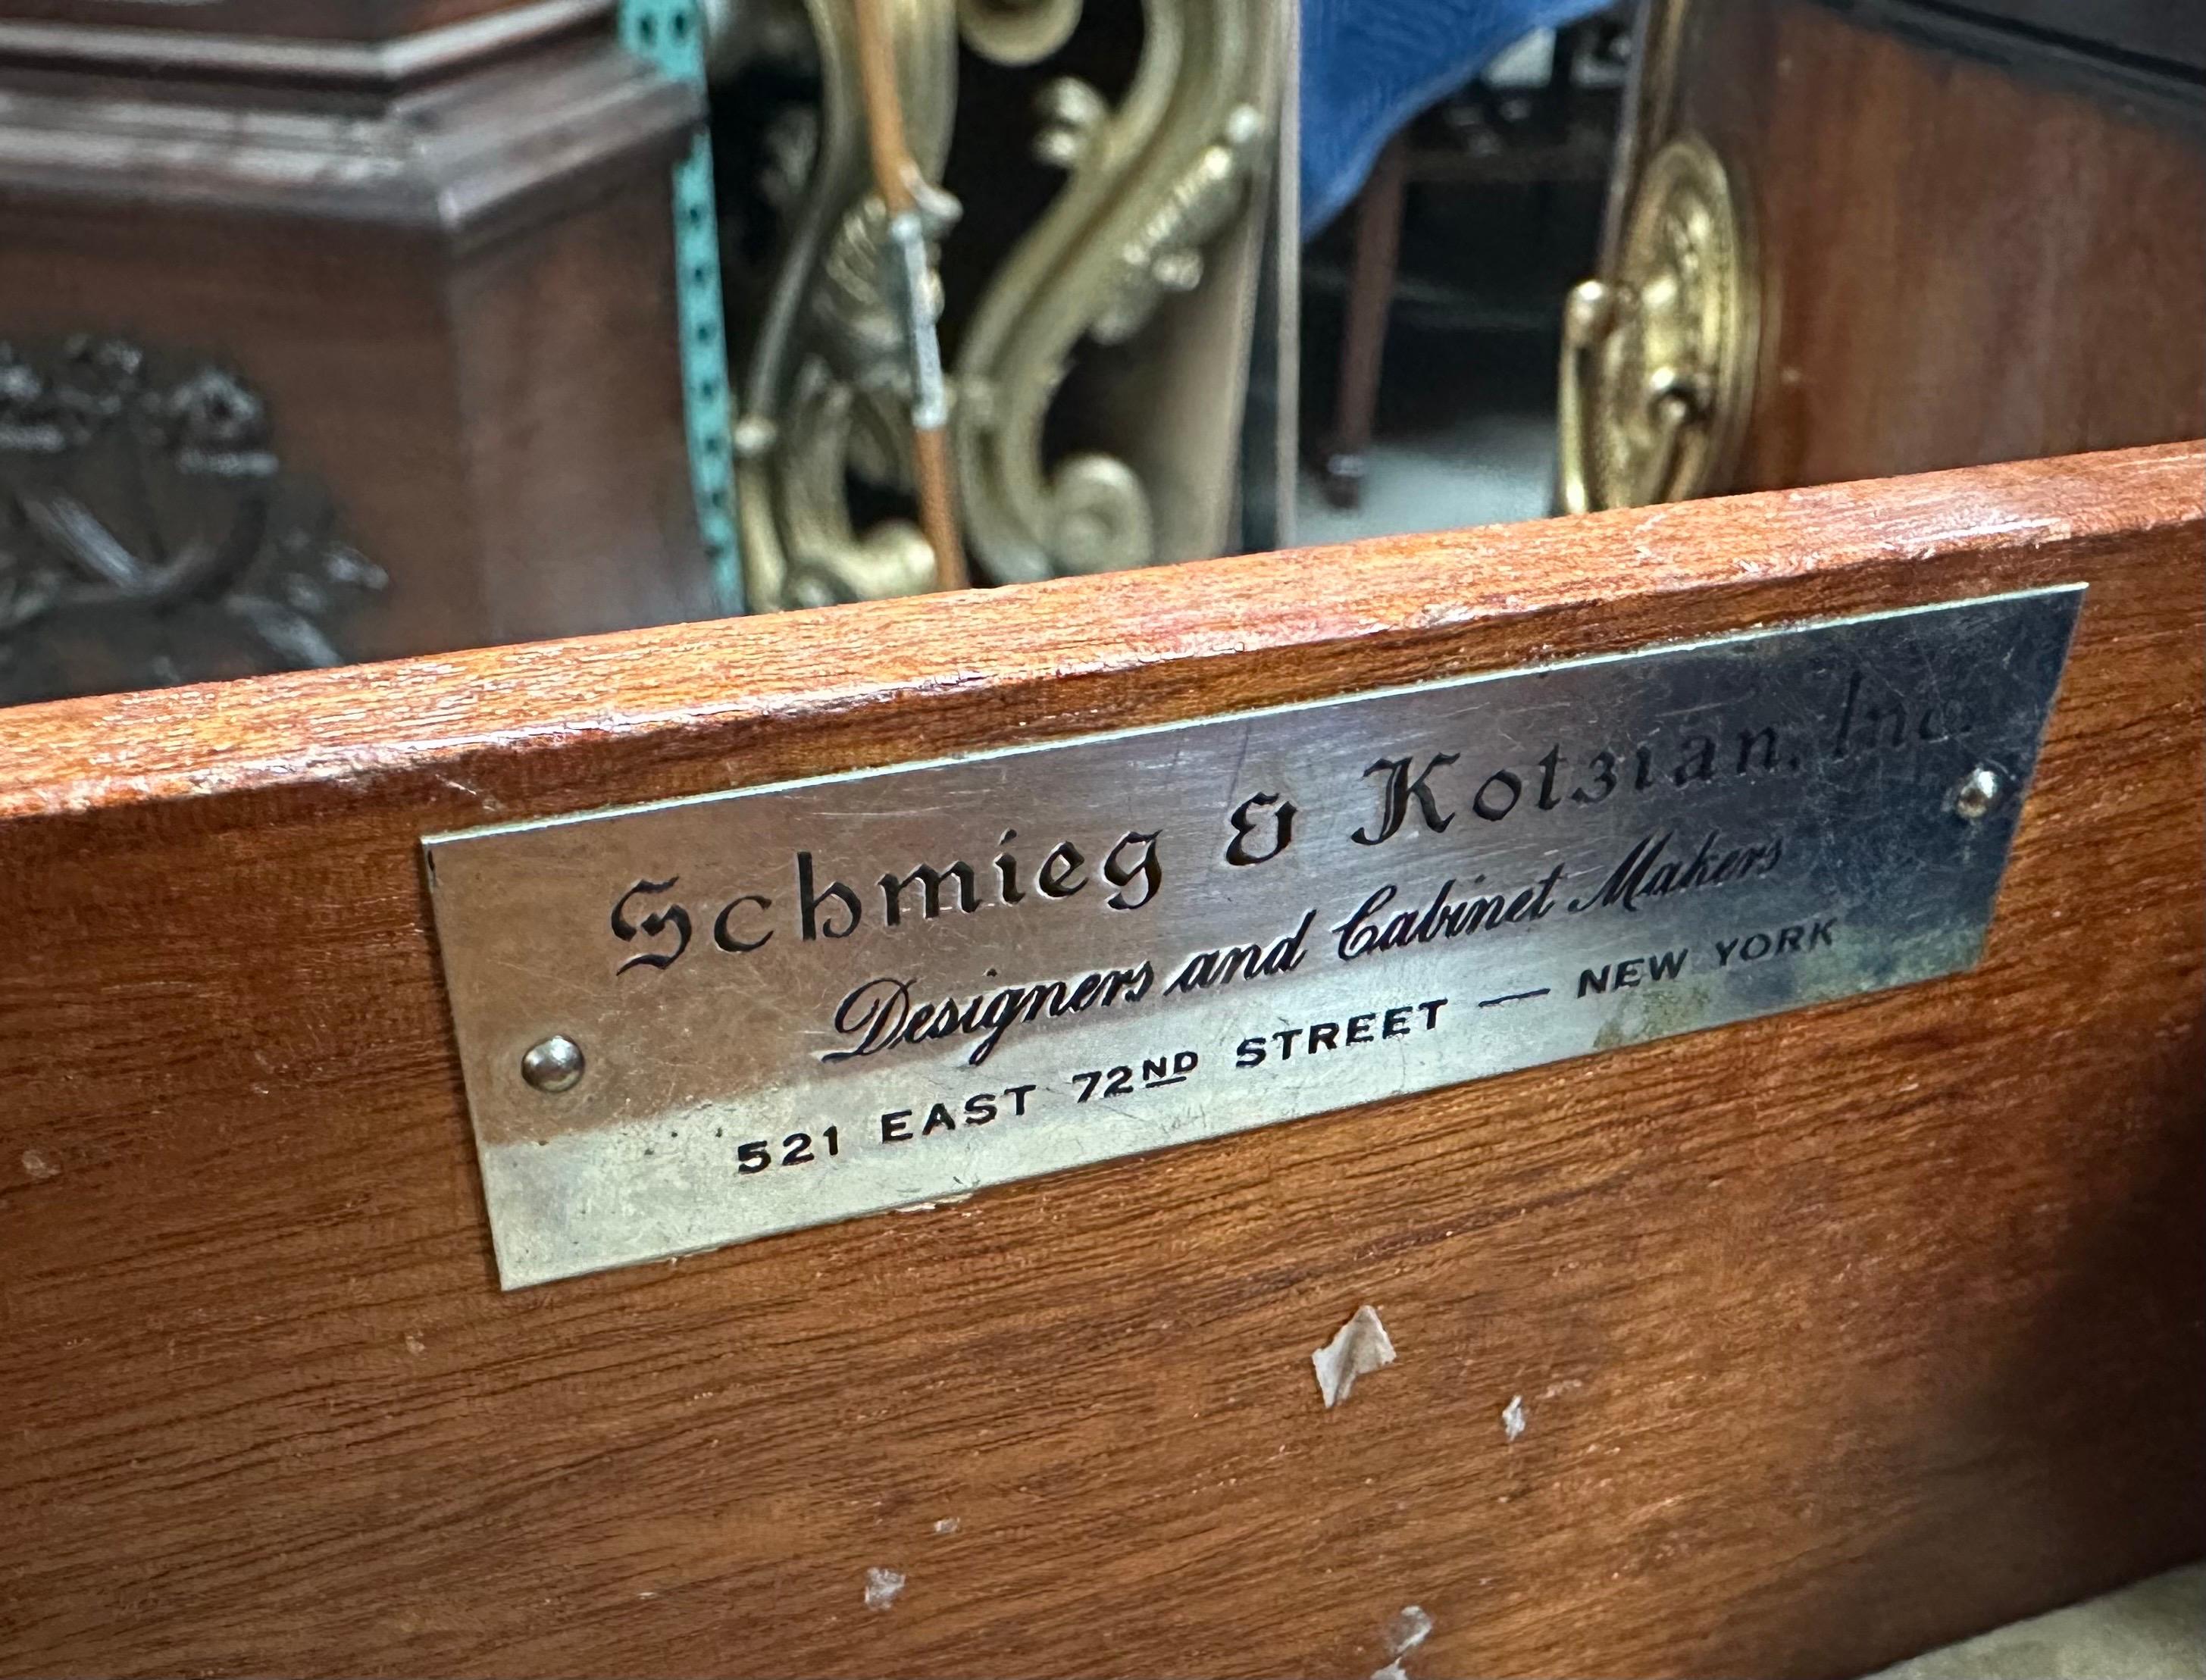 Schmieg & Kotzian, Inc.
Designers and Cabinet Makers
521 EAST 72ND STREET — NEW YORK